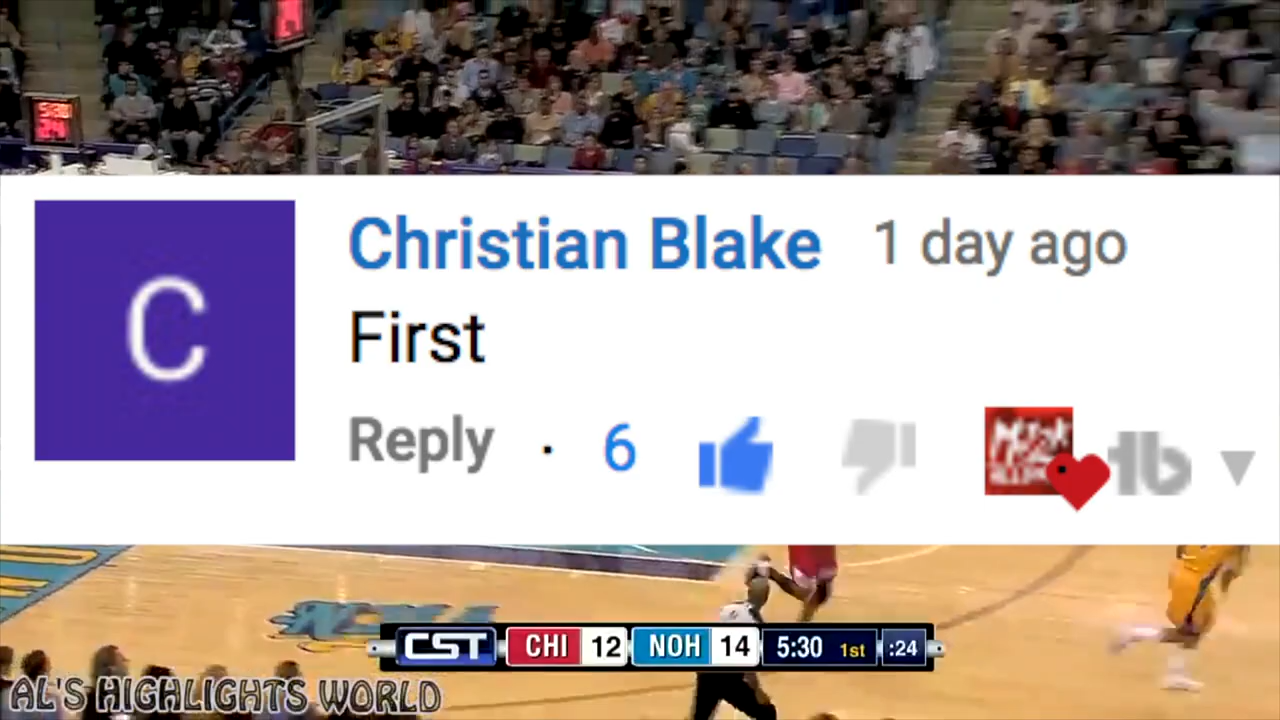 C
Christian Blake 1 day ago
First
Reply · 6
CST CHI 12 NOH 14 5:30 1st :24
AL'S HIGHLIGHTS WORLD